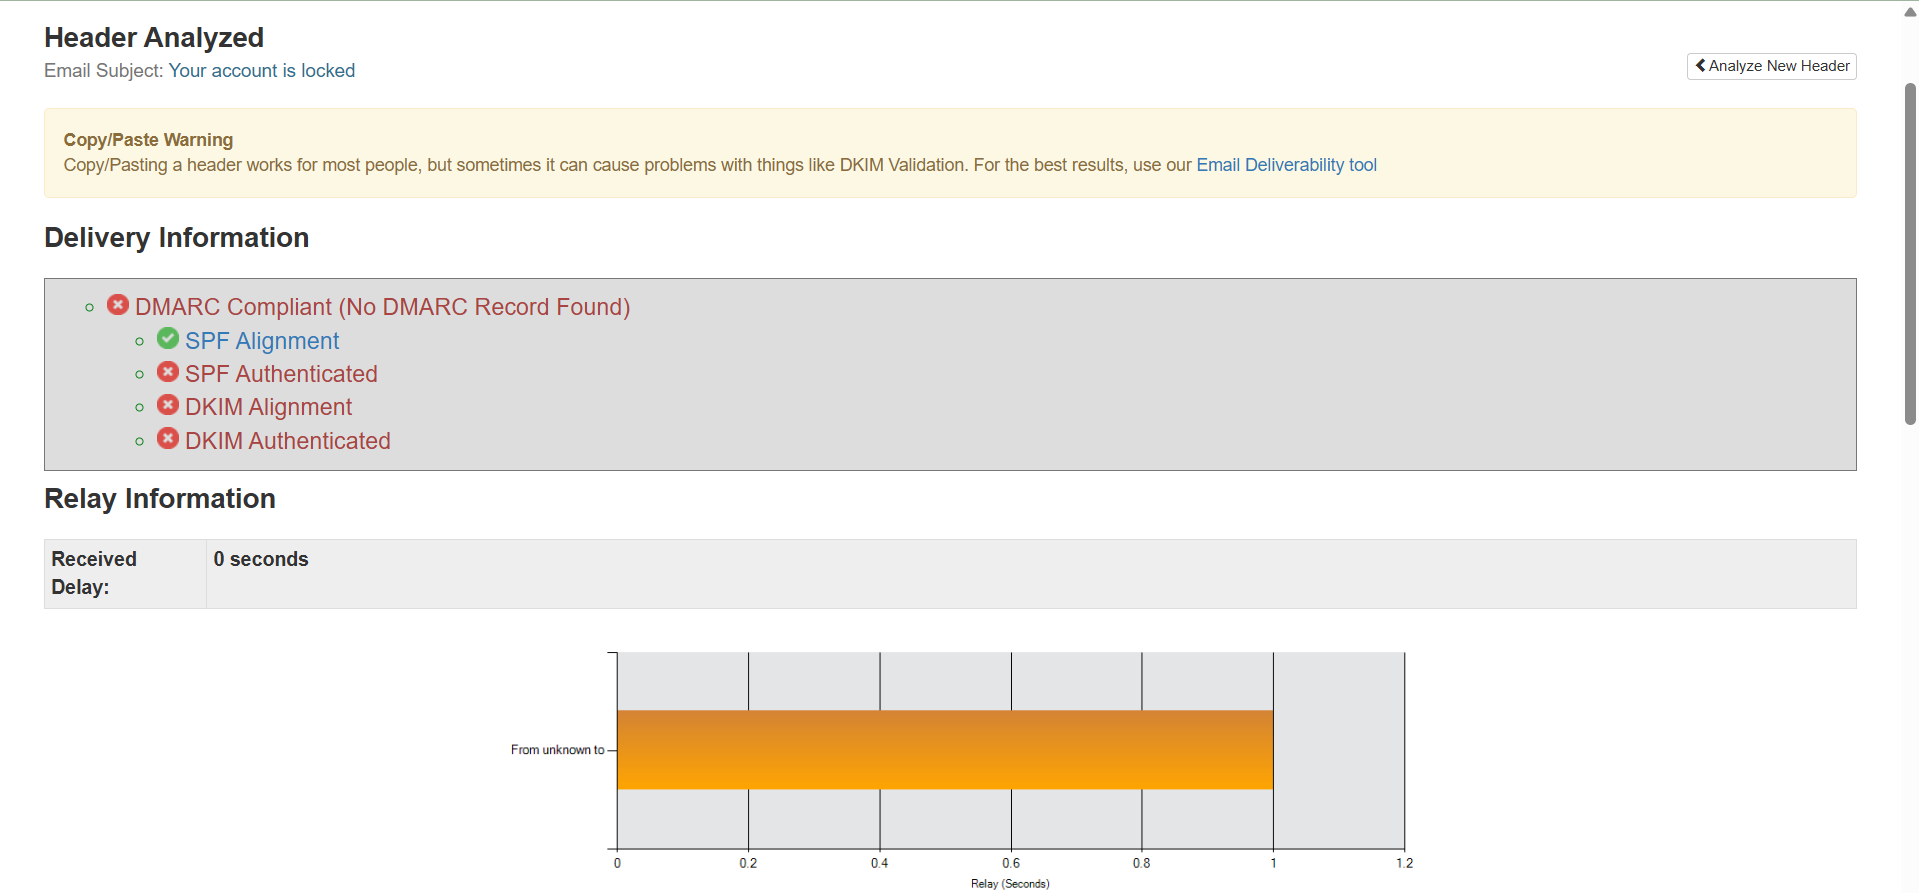 Header Analyzed
Email Subject: Your account is locked
Analyze New Header
Copy/Paste Warning
Copy/Pasting a header works for most people, but sometimes it can cause problems with things like DKIM Validation. For the best results, use our Email Deliverability tool
Delivery Information
DMARC Compliant (No DMARC Record Found)
SPF Alignment
SPF Authenticated
DKIM Alignment
DKIM Authenticated
Relay Information
Received Delay:
0 seconds
From unknown to
0 0.2 0.4 0.6 0.8 1 1.2
Relay (Seconds)